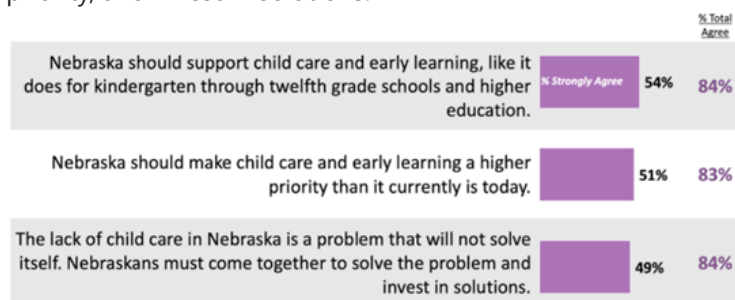 % Total
Agree
Nebraska should support child care and early learning, like it
does for kindergarten through twelfth grade schools and higher
education.
% Strongly Agree
54%
84%
Nebraska should make child care and early learning a higher
priority than it currently is today.
51%
83%
The lack of child care in Nebraska is a problem that will not solve
itself. Nebraskans must come together to solve the problem and
invest in solutions.
49%
84%